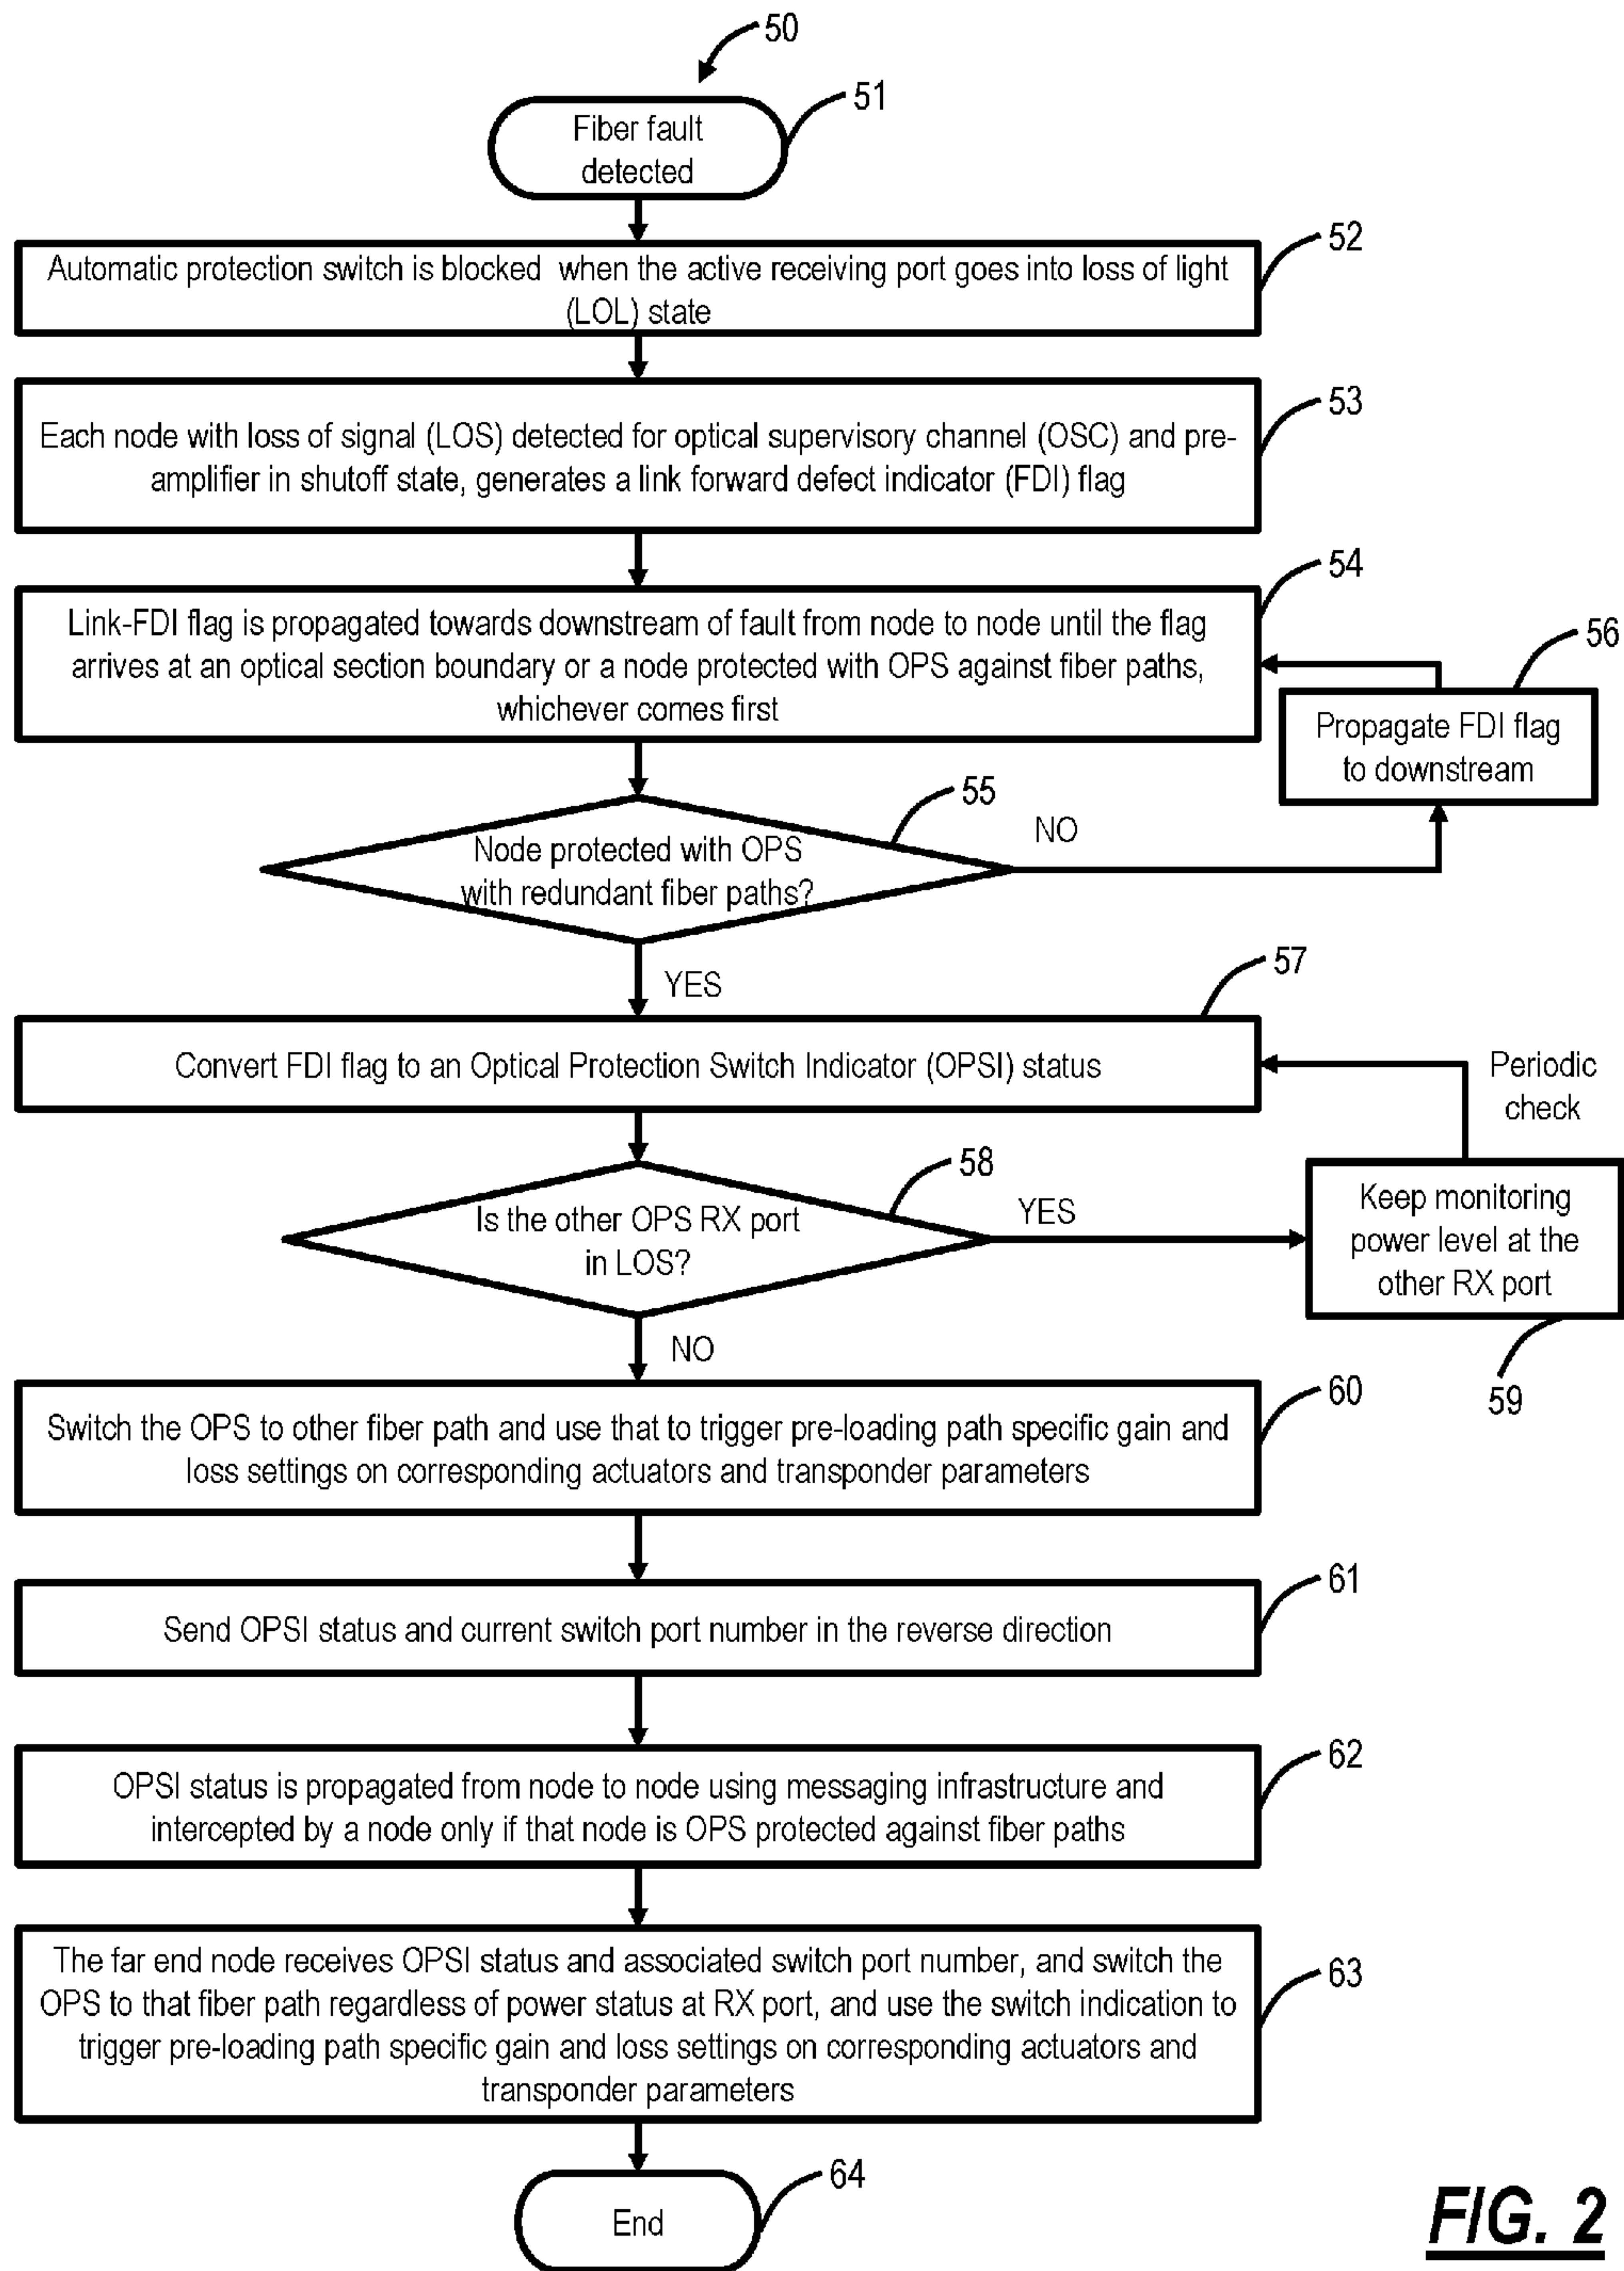 50
51
Fiber fault
detected
52
Automatic protection switch is blocked when the active receiving port goes into loss of light
(LOL) state
53
Each node with loss of signal (LOS) detected for optical supervisory channel (OSC) and pre-
amplifier in shutoff state, generates a link forward defect indicator (FDI) flag
54
Link-FDI flag is propagated towards downstream of fault from node to node until the flag
arrives at an optical section boundary or a node protected with OPS against fiber paths,
whichever comes first
56
Propagate FDI flag
to downstream
55
Node protected with OPS
with redundant fiber paths?
NO
YES
57
Convert FDI flag to an Optical Protection Switch Indicator (OPSI) status
Periodic
check
58
Is the other OPS RX port
in LOS?
YES
Keep monitoring
power level at the
other RX port
59
NO
60
Switch the OPS to other fiber path and use that to trigger pre-loading path specific gain and
loss settings on corresponding actuators and transponder parameters
61
Send OPSI status and current switch port number in the reverse direction
62
OPSI status is propagated from node to node using messaging infrastructure and
intercepted by a node only if that node is OPS protected against fiber paths
63
The far end node receives OPSI status and associated switch port number, and switch the
OPS to that fiber path regardless of power status at RX port, and use the switch indication to
trigger pre-loading path specific gain and loss settings on corresponding actuators and
transponder parameters
64
End
FIG. 2